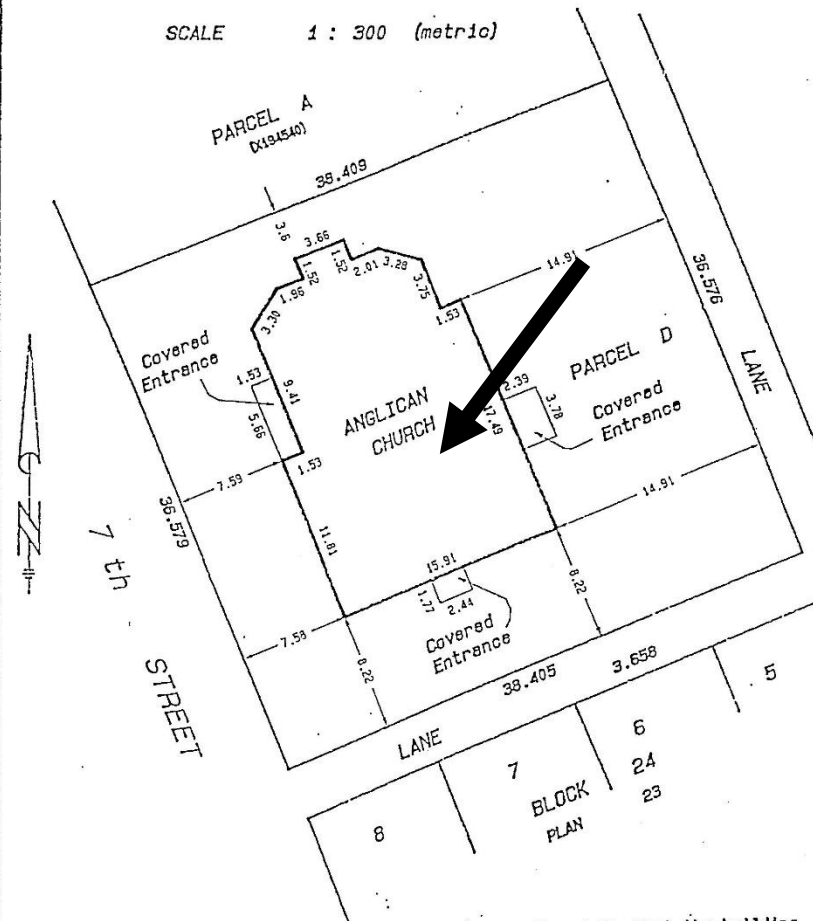 SCALE 1 : 300 (metric)
PARCEL A
(X194540)
38.409
3.6
3.66
1.52
1.52
2.01
3.28
1.96
3.30
3.75
1.53
14.91
36.576
LANE
Covered
Entrance
1.53
9.41
5.66
1.53
ANGLICAN
CHURCH
PARCEL D
2.39
3.78
17.49
Covered
Entrance
7.59
36.579
14.91
7 th STREET
11.81
15.91
1.77
2.44
Covered
Entrance
8.22
7.58
8.22
38.405
3.658
LANE
5
6
7
8
BLOCK 24
PLAN 23
N